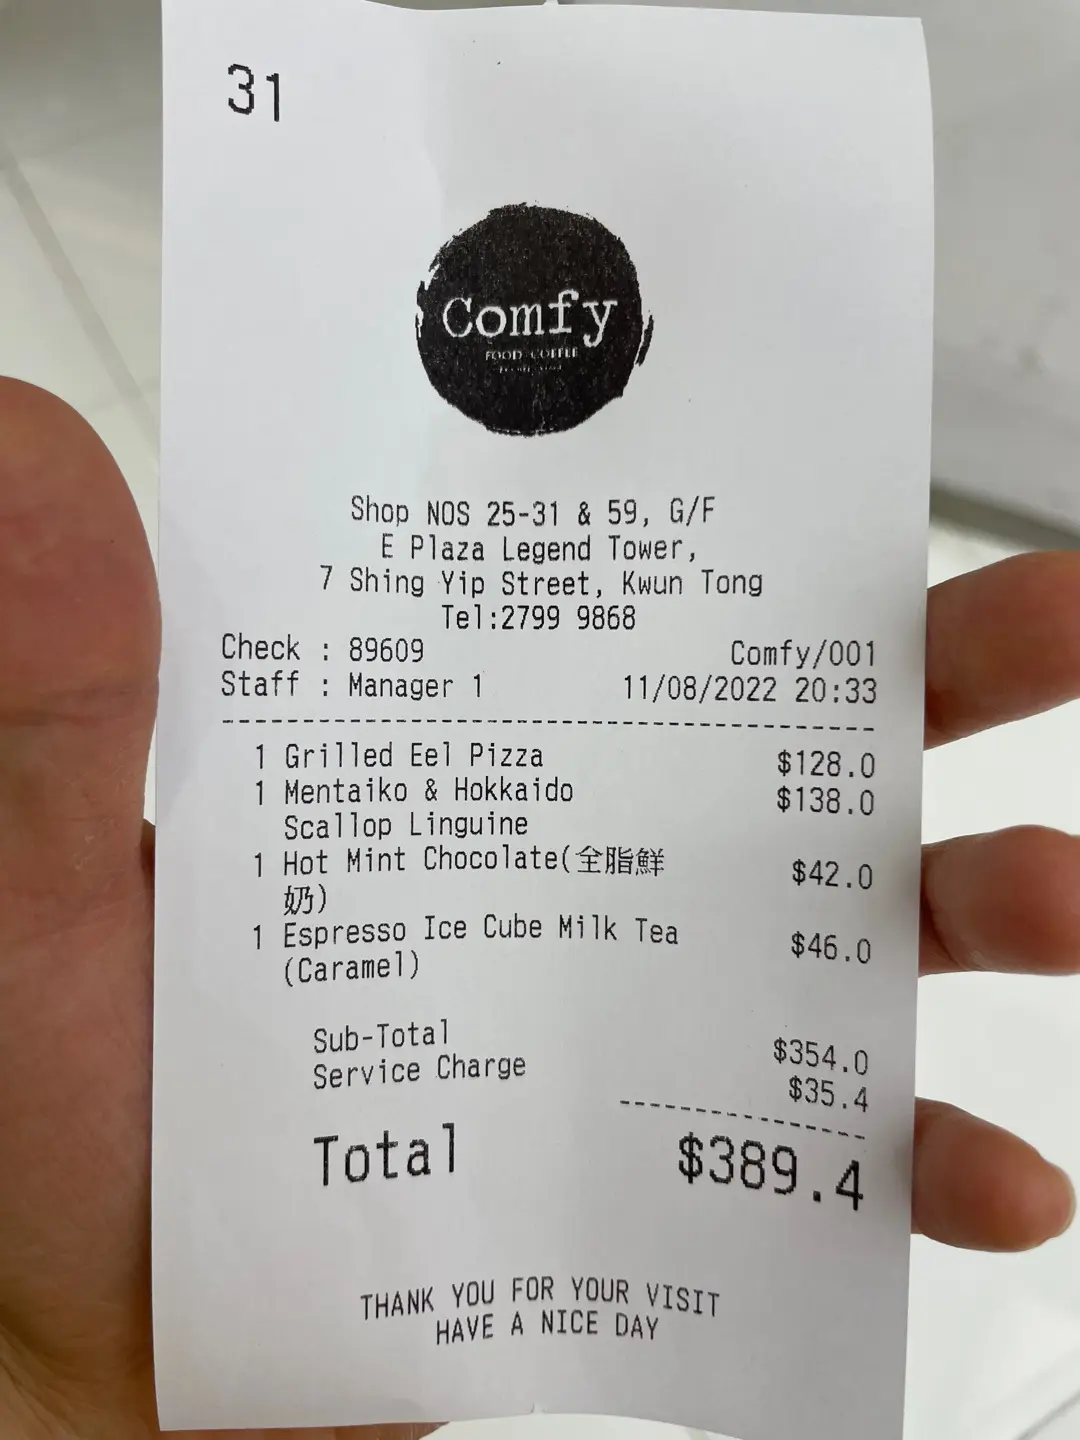 31
Comfy
FOOD COFFEE
Shop NOS 25-31 & 59, G/F
E Plaza Legend Tower,
7 Shing Yip Street, Kwun Tong
Tel:2799 9868
Check : 89609 Comfy/001
Staff : Manager 1 11/08/2022 20:33
1 Grilled Eel Pizza $128.0
1 Mentaiko & Hokkaido $138.0
Scallop Linguine
1 Hot Mint Chocolate(全脂鮮 $42.0
奶)
1 Espresso Ice Cube Milk Tea $46.0
(Caramel)
Sub-Total $354.0
Service Charge $35.4
Total $389.4
THANK YOU FOR YOUR VISIT
HAVE A NICE DAY